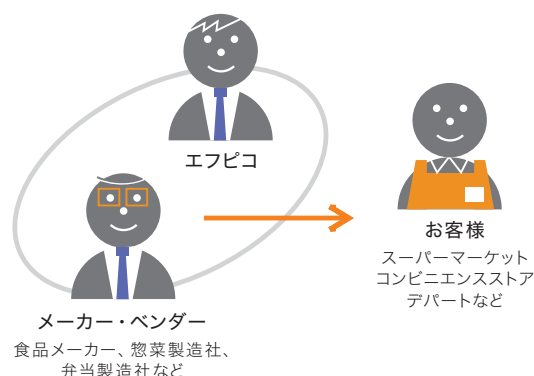 エフピコ
お客様
スーパーマーケット
コンビニエンスストア
デパートなど
メーカー・ベンダー
食品メーカー、惣菜製造社、
弁当製造社など